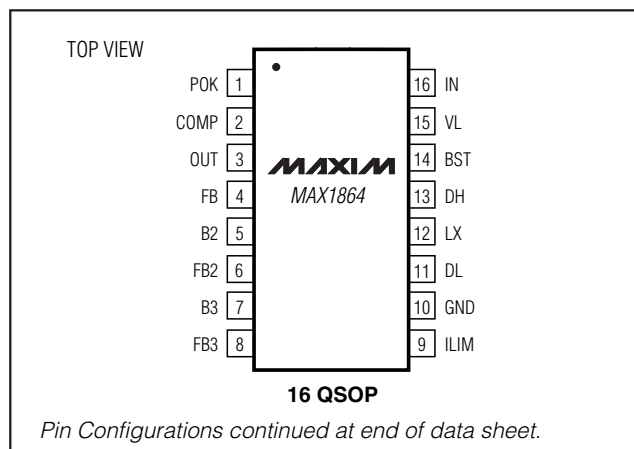 TOP VIEW
POK 1
COMP 2
OUT 3
FB 4
B2 5
FB2 6
B3 7
FB3 8
MAXIM
MAX1864
16 IN
15 VL
14 BST
13 DH
12 LX
11 DL
10 GND
9 ILIM
16 QSOP
Pin Configurations continued at end of data sheet.